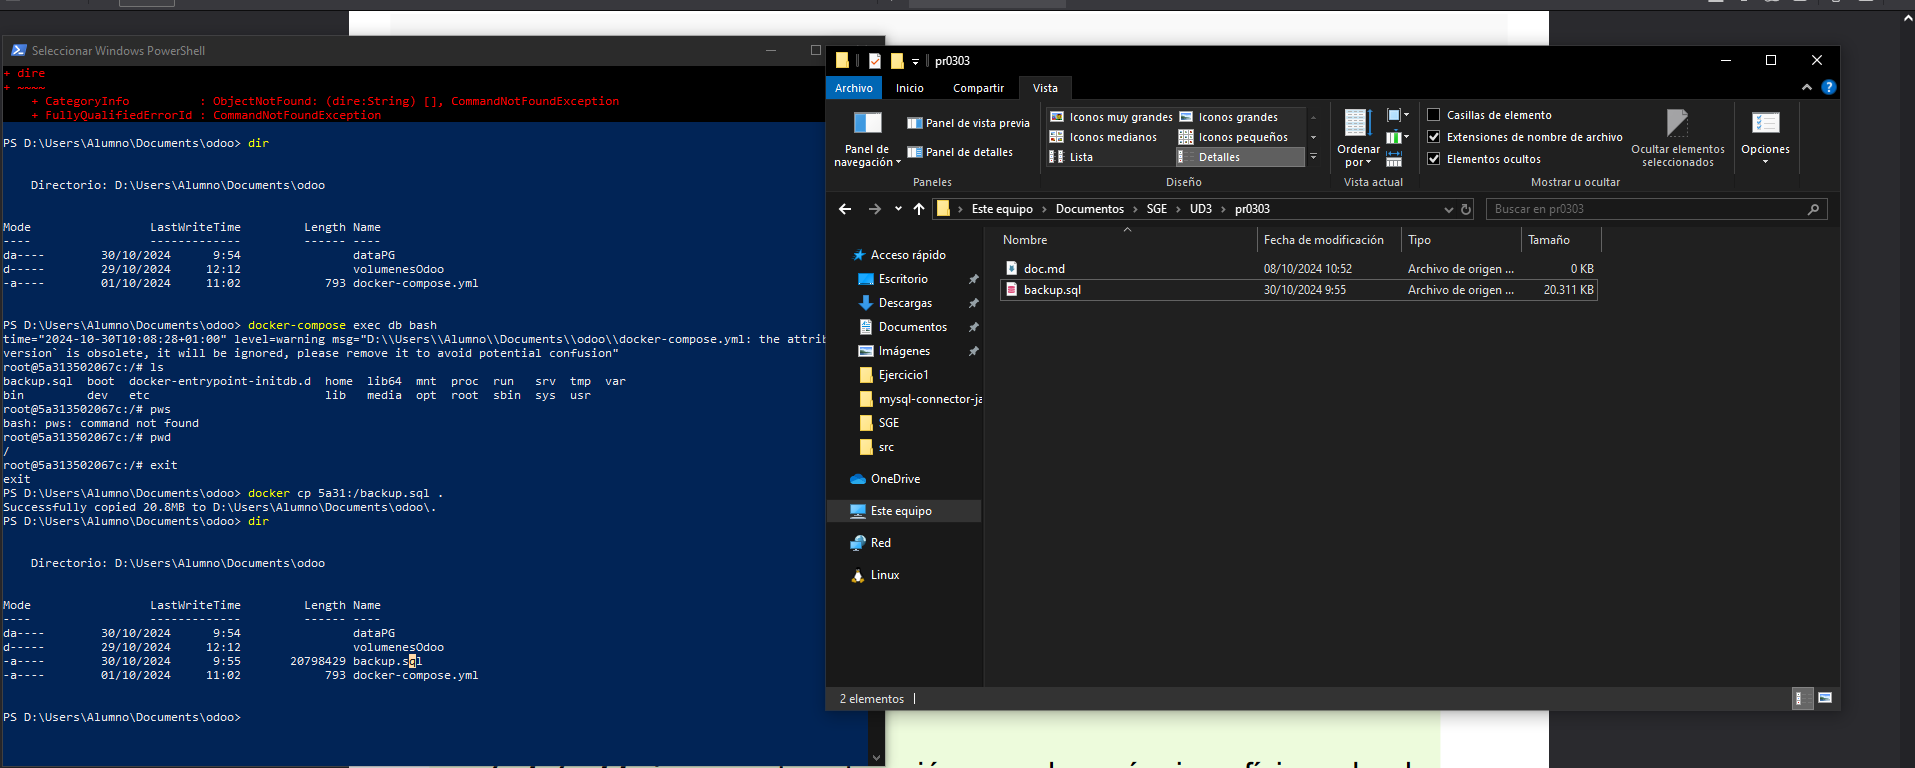 Seleccionar Windows PowerShell
+ dire
+ ~~~~
+ CategoryInfo          : ObjectNotFound: (dire:String) [], CommandNotFoundException
+ FullyQualifiedErrorId : CommandNotFoundException
PS D:\Users\Alumno\Documents\odoo> dir
Directorio: D:\Users\Alumno\Documents\odoo
Mode                 LastWriteTime         Length Name
----                 -------------         ------ ----
da----        30/10/2024      9:54                dataPG
d-----        29/10/2024     12:12                volumenesOdoo
-a----        01/10/2024     11:02            793 docker-compose.yml
PS D:\Users\Alumno\Documents\odoo> docker-compose exec db bash
time="2024-10-30T10:08:28+01:00" level=warning msg="D:\\Users\\Alumno\\Documents\\odoo\\docker-compose.yml: the attrib
version` is obsolete, it will be ignored, please remove it to avoid potential confusion"
root@5a313502067c:/# ls
backup.sql  boot  docker-entrypoint-initdb.d  home  lib64  mnt  proc  run   srv  tmp  var
bin         dev   etc                         lib   media  opt  root  sbin  sys  usr
root@5a313502067c:/# pws
bash: pws: command not found
root@5a313502067c:/# pwd
/
root@5a313502067c:/# exit
exit
PS D:\Users\Alumno\Documents\odoo> docker cp 5a31:/backup.sql .
Successfully copied 20.8MB to D:\Users\Alumno\Documents\odoo\.
PS D:\Users\Alumno\Documents\odoo> dir
Directorio: D:\Users\Alumno\Documents\odoo
Mode                 LastWriteTime         Length Name
----                 -------------         ------ ----
da----        30/10/2024      9:54                dataPG
d-----        29/10/2024     12:12                volumenesOdoo
-a----        30/10/2024      9:55       20798429 backup.sql
-a----        01/10/2024     11:02            793 docker-compose.yml
PS D:\Users\Alumno\Documents\odoo>
pr0303
Archivo Inicio Compartir Vista
Panel de navegación
Panel de vista previa
Panel de detalles
Paneles
Iconos muy grandes Iconos grandes
Iconos medianos Iconos pequeños
Lista Detalles
Diseño
Ordenar por
Vista actual
Casillas de elemento
Extensiones de nombre de archivo
Elementos ocultos
Ocultar elementos seleccionados
Mostrar u ocultar
Opciones
Este equipo > Documentos > SGE > UD3 > pr0303
Buscar en pr0303
Acceso rápido
Escritorio
Descargas
Documentos
Imágenes
Ejercicio1
mysql-connector-ja
SGE
src
OneDrive
Este equipo
Red
Linux
Nombre Fecha de modificación Tipo Tamaño
doc.md 08/10/2024 10:52 Archivo de origen ... 0 KB
backup.sql 30/10/2024 9:55 Archivo de origen ... 20.311 KB
2 elementos